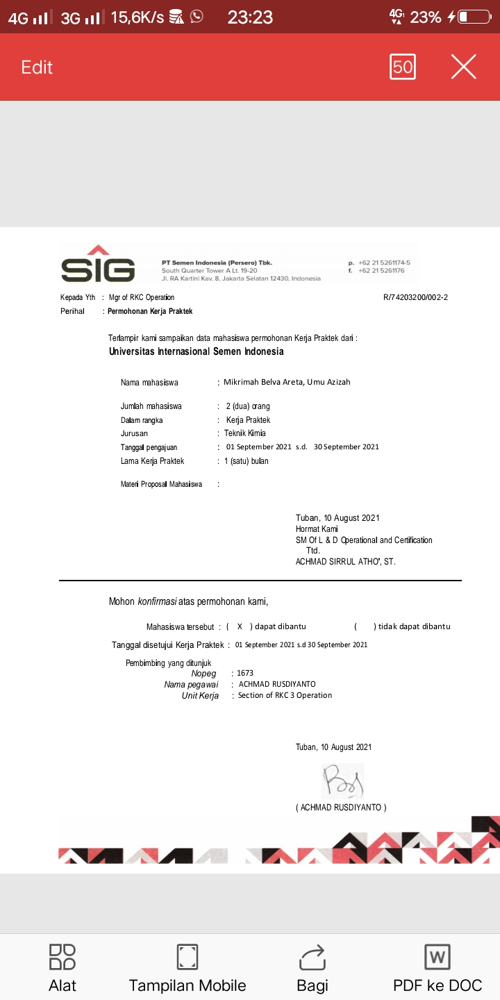 4G 3G 15,6K/s 23:23 4G 23%
Edit 50
SIG
PT Semen Indonesia (Persero) Tbk.
South Quarter Tower A Lt. 19-20
Jl. RA Kartini Kav. 8, Jakarta Selatan 12430, Indonesia
p. +62 21 5261174-5
f. +62 21 5261176
Kepada Yth : Mgr of RKC Operation R/74203200/002-2
Perihal : Permohonan Kerja Praktek
Terlampir kami sampaikan data mahasiswa permohonan Kerja Praktek dari :
Universitas Internasional Semen Indonesia
Nama mahasiswa : Mikrimah Belva Areta, Umu Azizah
Jumlah mahasiswa : 2 (dua) orang
Dalam rangka : Kerja Praktek
Jurusan : Teknik Kimia
Tanggal pengajuan : 01 September 2021 s.d. 30 September 2021
Lama Kerja Praktek : 1 (satu) bulan
Materi Proposal Mahasiswa :
Tuban, 10 August 2021
Hormat Kami
SM Of L & D Operational and Certification
Ttd.
ACHMAD SIRRUL ATHO', ST.
Mohon konfirmasi atas permohonan kami,
Mahasiswa tersebut : ( X ) dapat dibantu ( ) tidak dapat dibantu
Tanggal disetujui Kerja Praktek : 01 September 2021 s.d 30 September 2021
Pembimbing yang ditunjuk
Nopeg : 1673
Nama pegawai : ACHMAD RUSDIYANTO
Unit Kerja : Section of RKC 3 Operation
Tuban, 10 August 2021
( ACHMAD RUSDIYANTO )
Alat Tampilan Mobile Bagi W PDF ke DOC